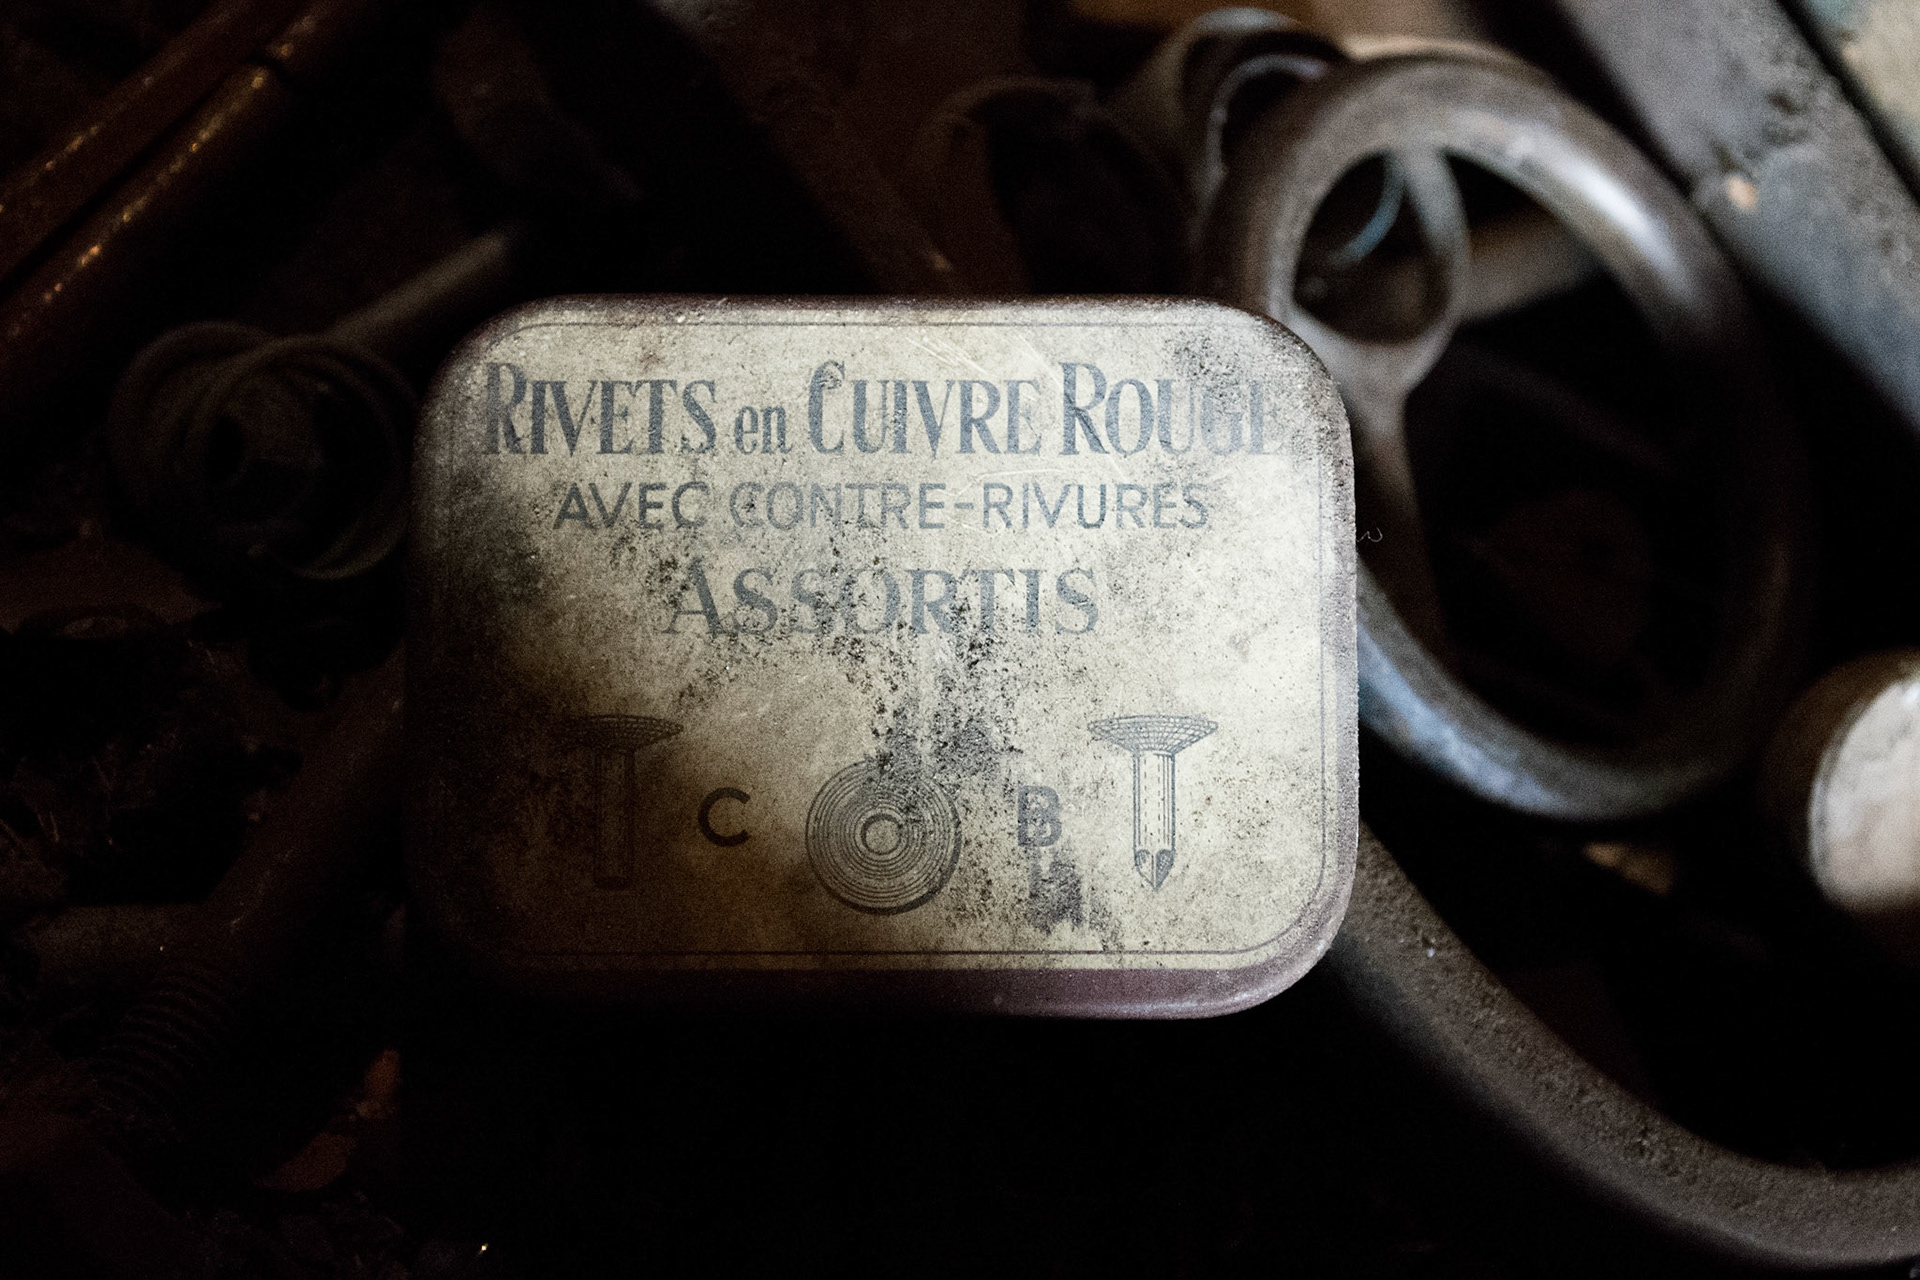 RIVETS en CUIVRE ROUGE
AVEC CONTRE-RIVURES
ASSORTIS
C B